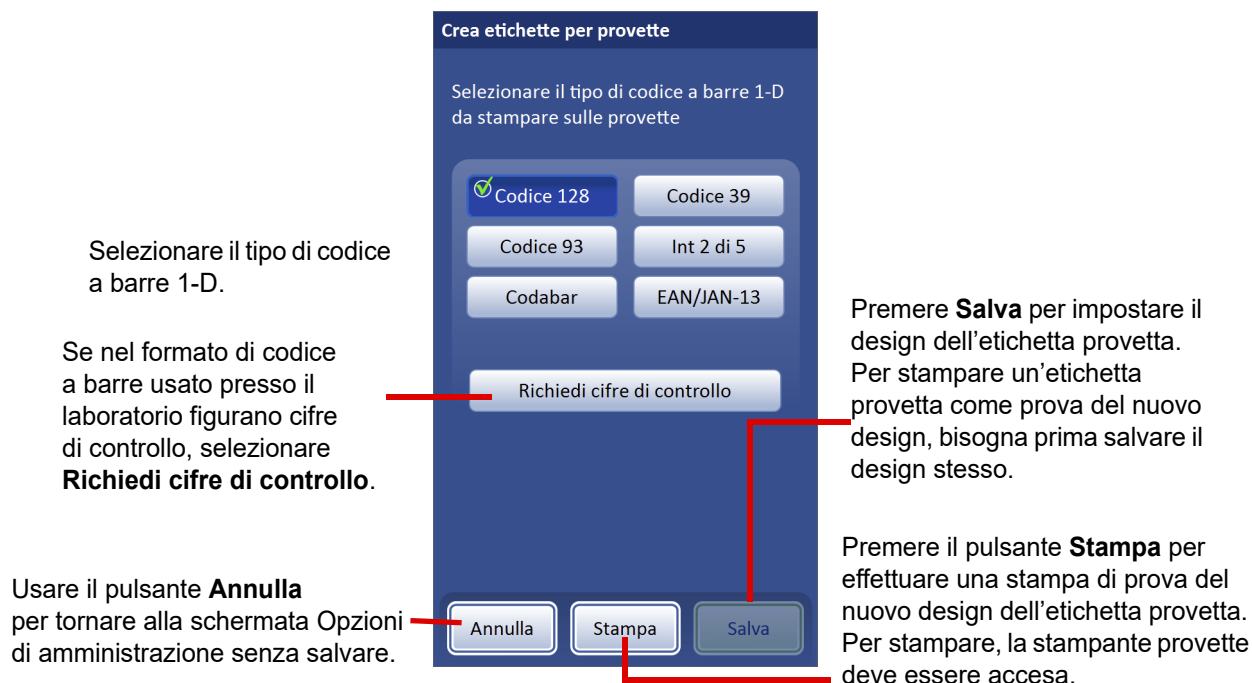 Crea etichette per provette
Selezionare il tipo di codice a barre 1-D
da stampare sulle provette
Codice 128
Codice 39
Codice 93
Int 2 di 5
Codabar
EAN/JAN-13
Richiedi cifre di controllo
Annulla
Stampa
Salva
Selezionare il tipo di codice
a barre 1-D.
Se nel formato di codice
a barre usato presso il
laboratorio figurano cifre
di controllo, selezionare
Richiedi cifre di controllo.
Usare il pulsante Annulla
per tornare alla schermata Opzioni
di amministrazione senza salvare.
Premere Salva per impostare il
design dell’etichetta provetta.
Per stampare un’etichetta
provetta come prova del nuovo
design, bisogna prima salvare il
design stesso.
Premere il pulsante Stampa per
effettuare una stampa di prova del
nuovo design dell’etichetta provetta.
Per stampare, la stampante provette
deve essere accesa.